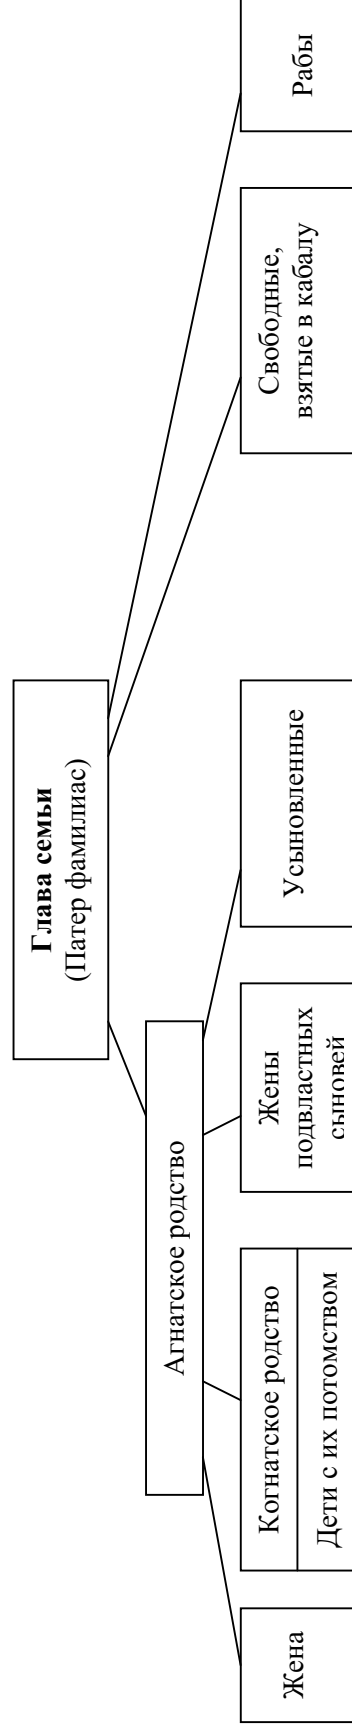 Глава семьи
(Патер фамилиас)
Агнатское родство
Жена
Когнатское родство
Дети с их потомством
Жены
подвластных
сыновей
Усыновленные
Свободные,
взятые в кабалу
Рабы